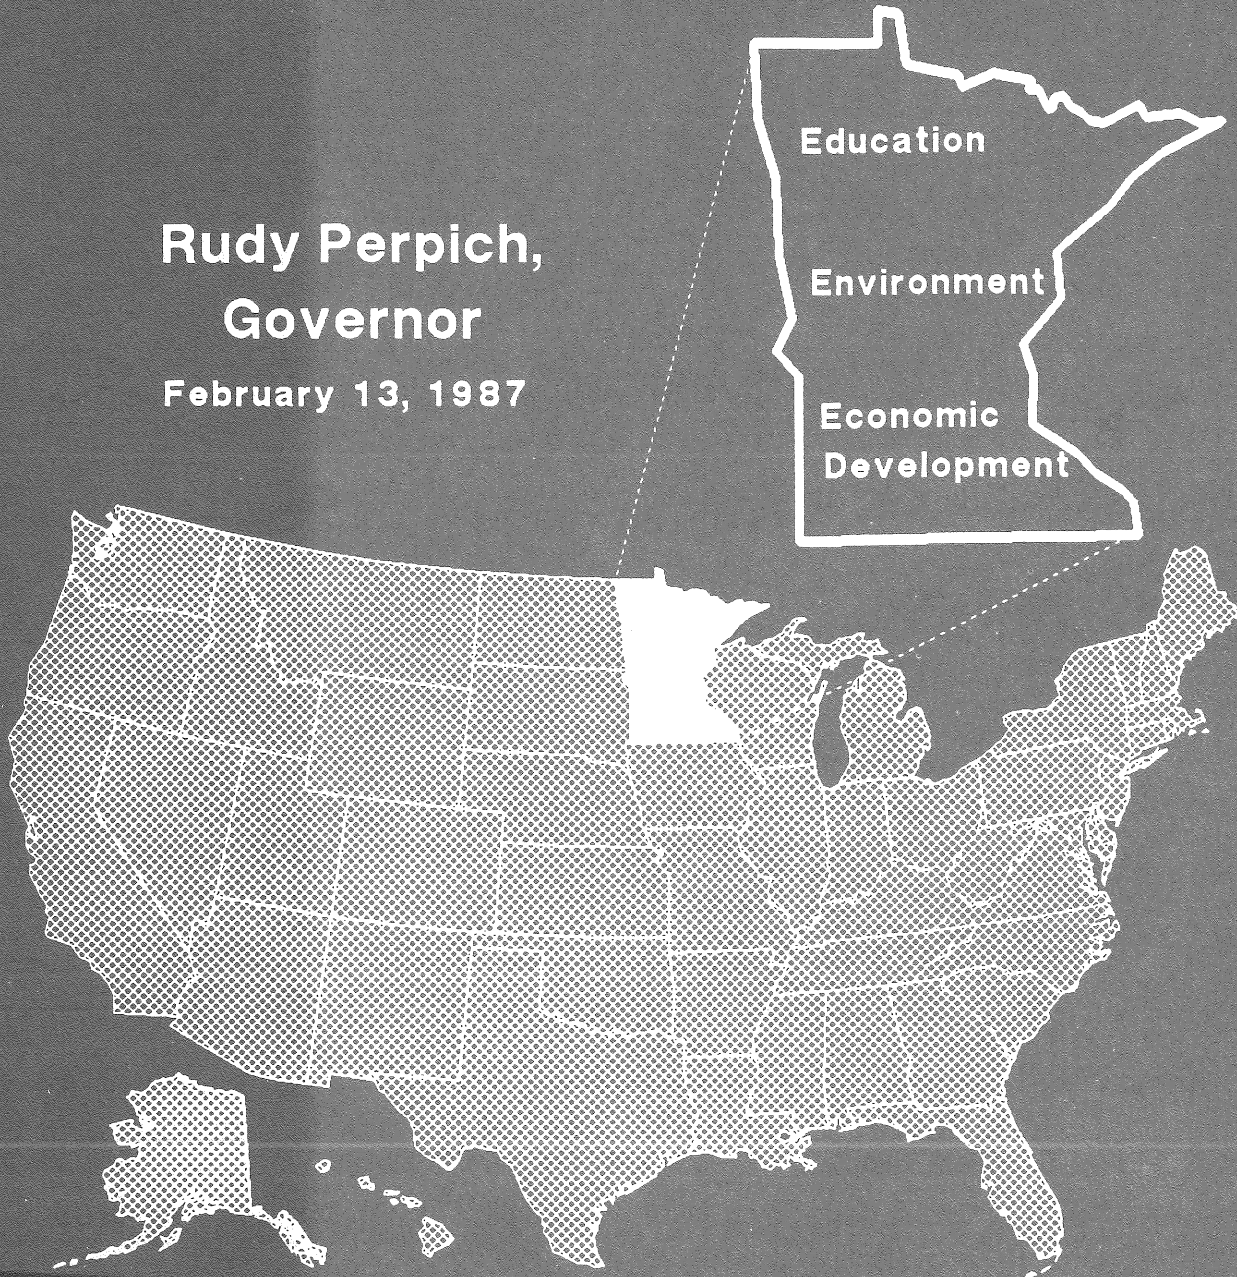 Rudy Perpich,
Governor
February 13, 1987
Education
Environment
Economic
Development